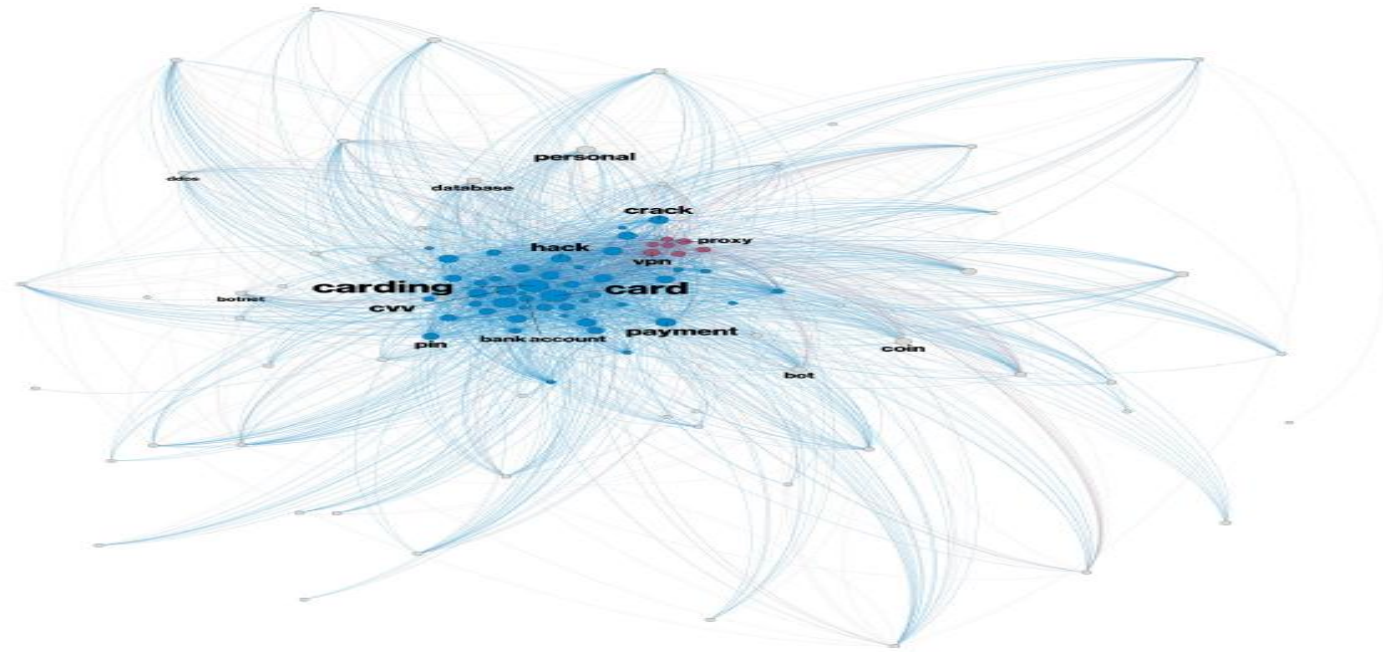 personal
ddos
database
crack
hack
proxy
vpn
carding
card
botnet
cvv
payment
pin
bank account
coin
bot